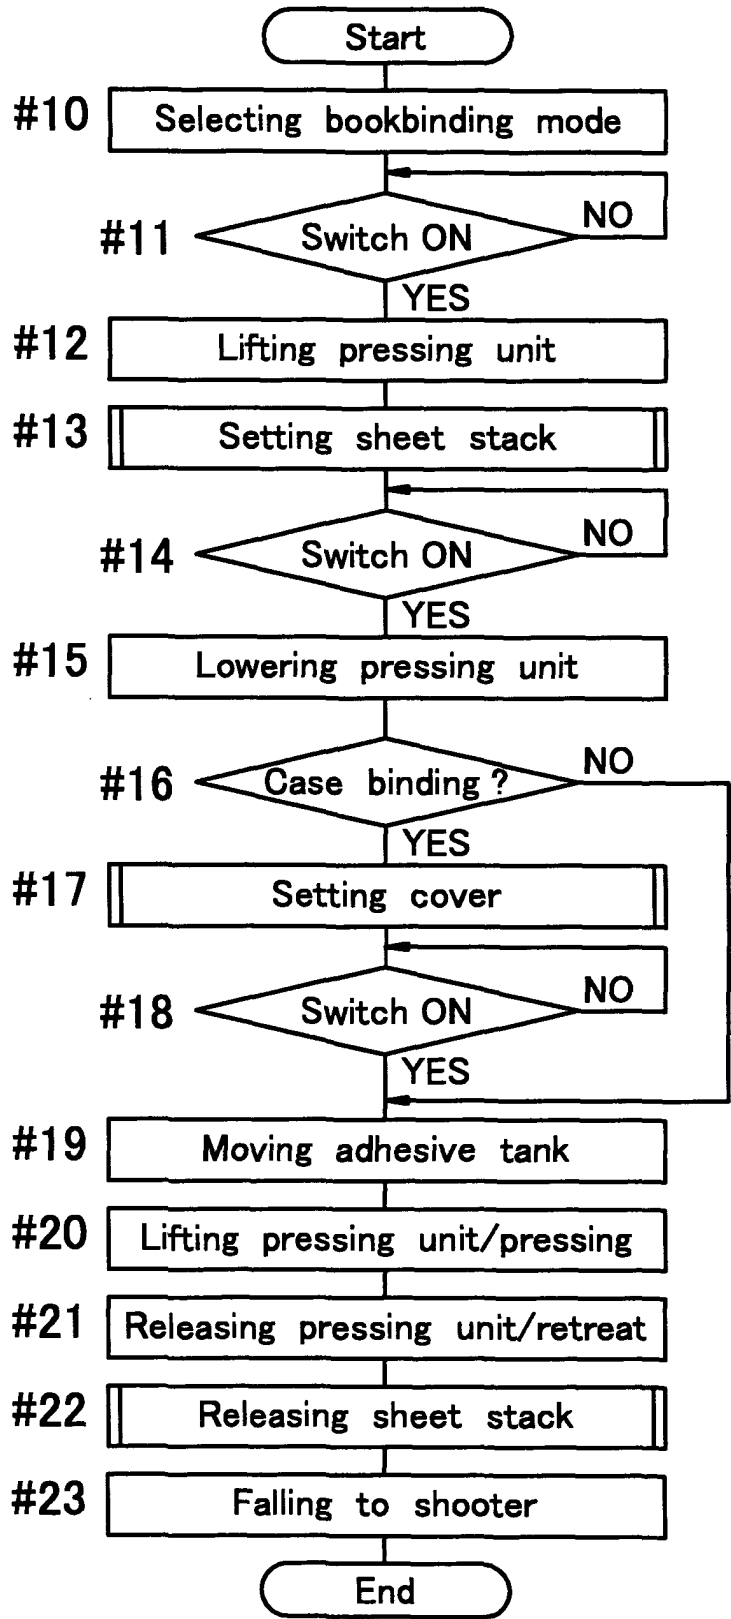 Start
#10 Selecting bookbinding mode
#11 Switch ON NO
YES
#12 Lifting pressing unit
#13 Setting sheet stack
#14 Switch ON NO
YES
#15 Lowering pressing unit
#16 Case binding? NO
YES
#17 Setting cover
#18 Switch ON NO
YES
#19 Moving adhesive tank
#20 Lifting pressing unit/pressing
#21 Releasing pressing unit/retreat
#22 Releasing sheet stack
#23 Falling to shooter
End